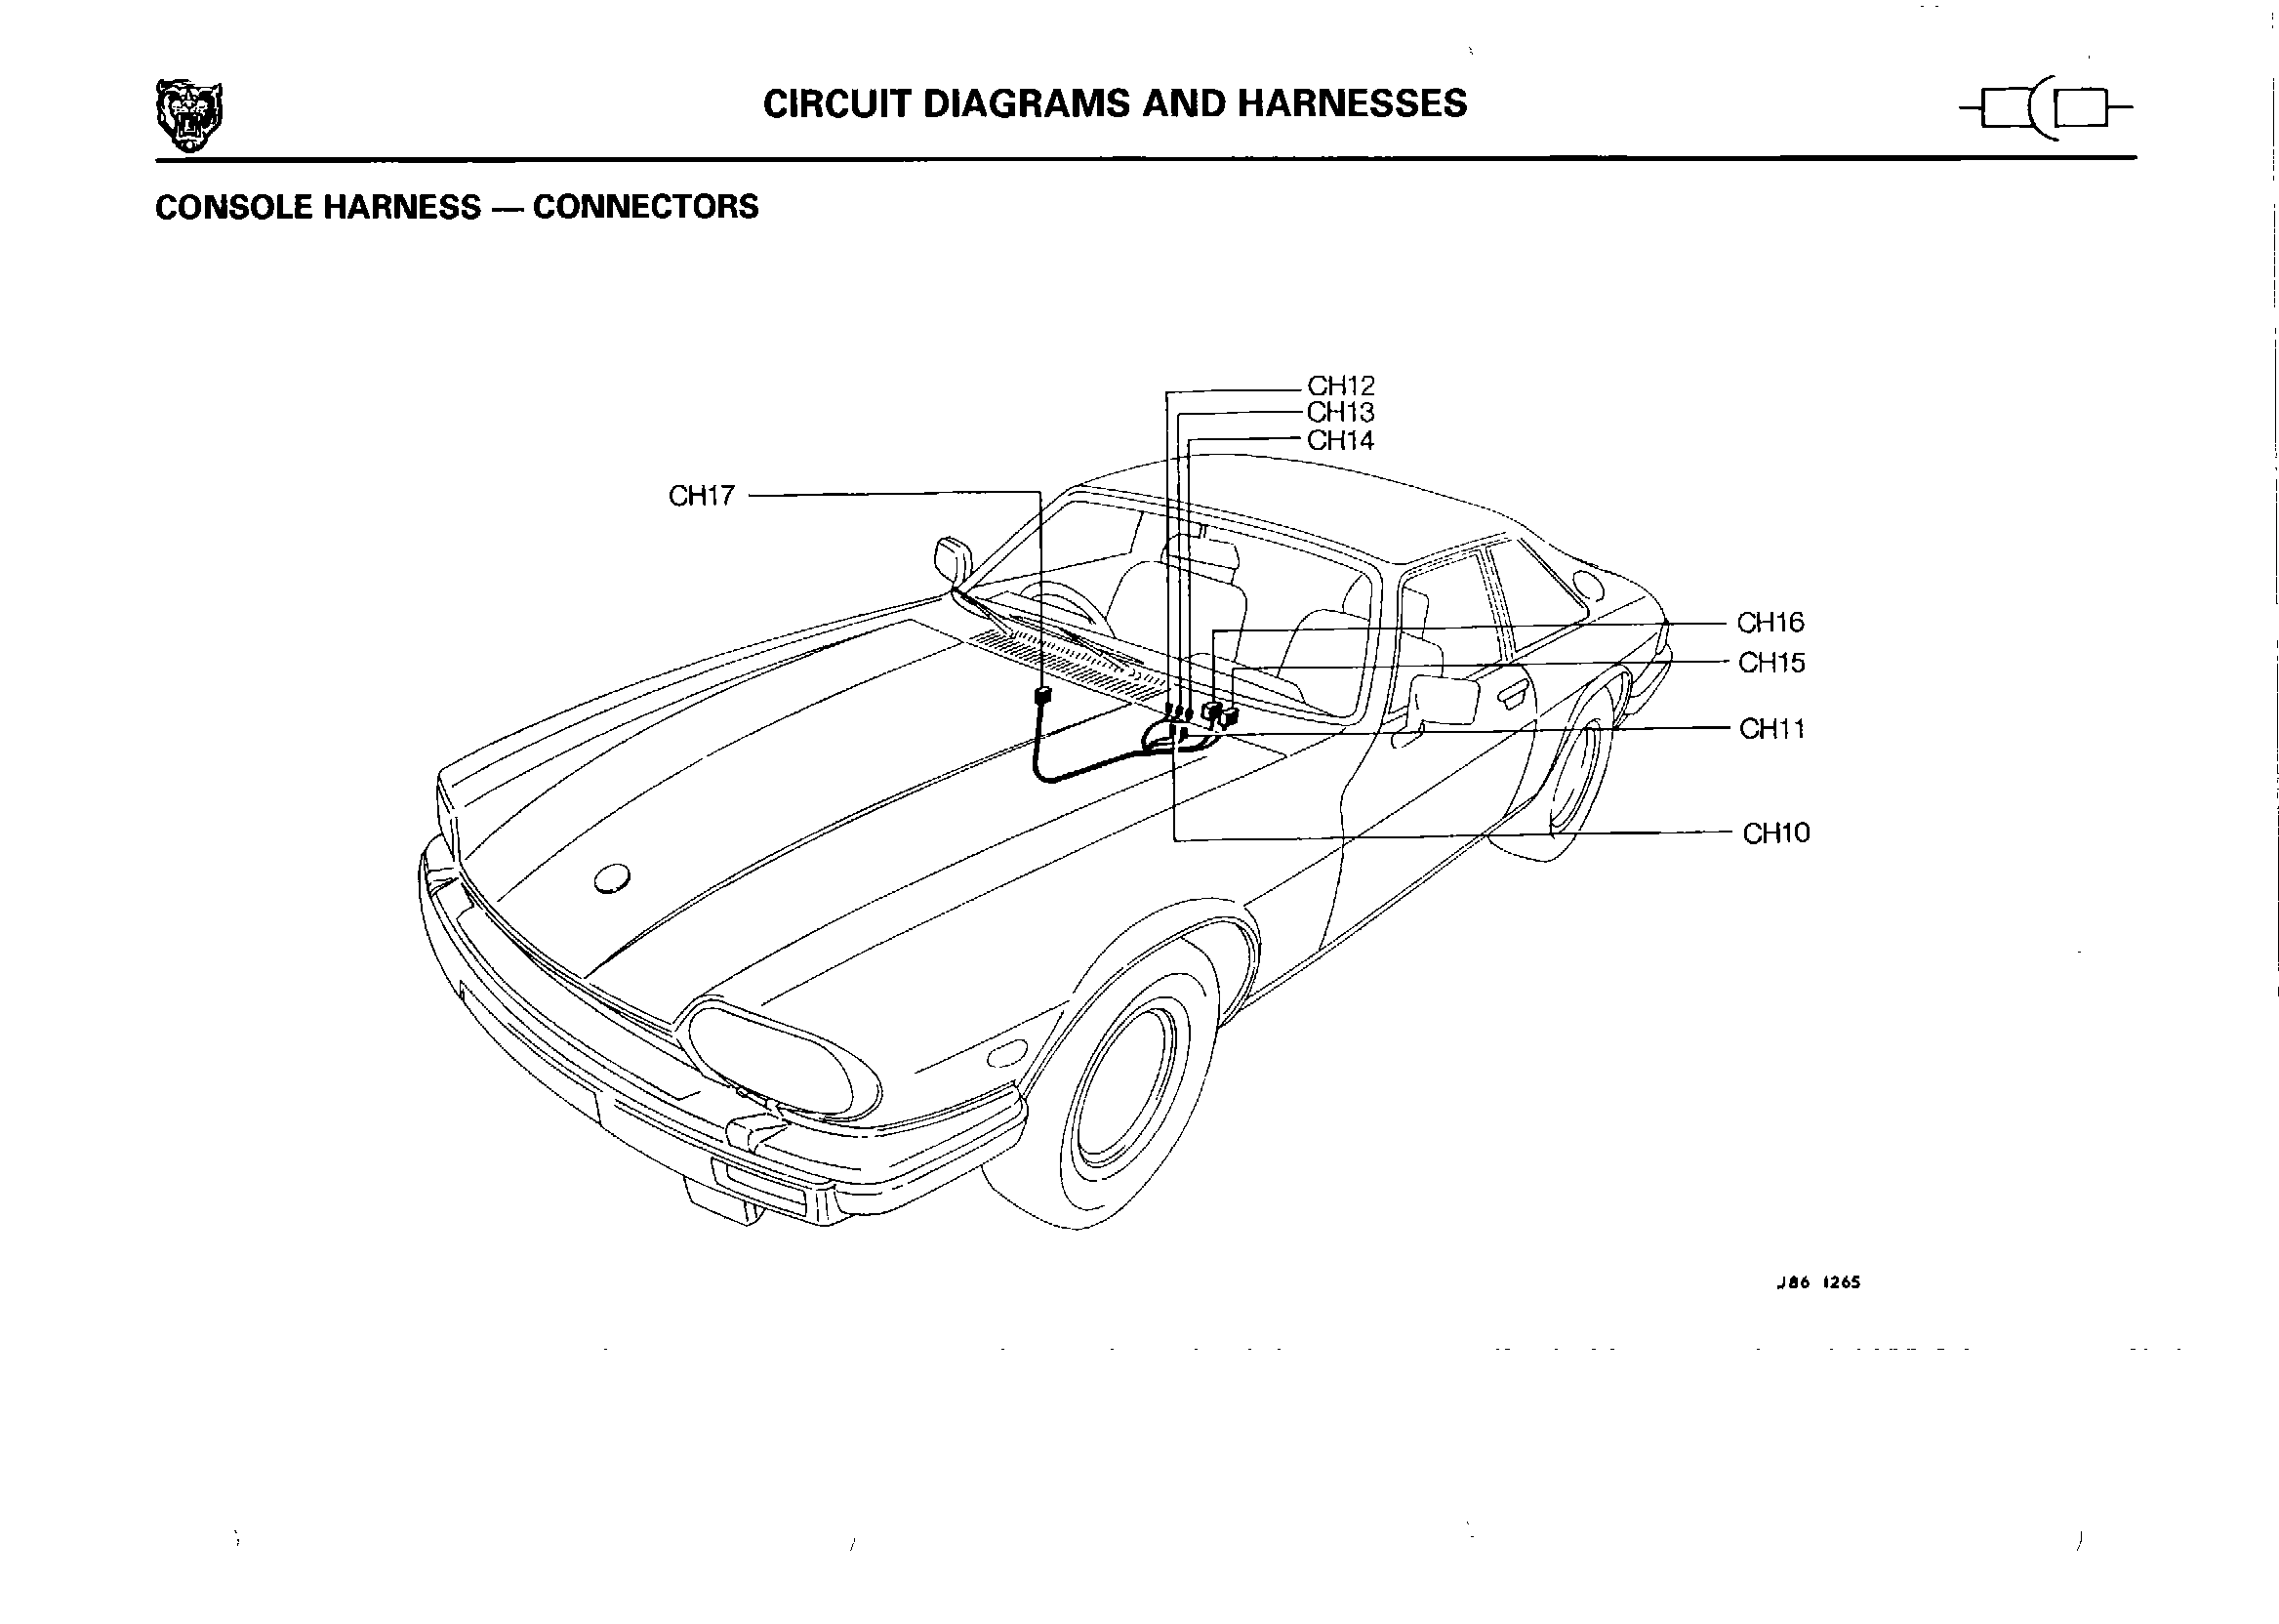 CIRCUIT DIAGRAMS AND HARNESSES
CONSOLE HARNESS — CONNECTORS
CH12
CH13
CH14
CH17
CH16
CH15
CH11
CH10
J86 1265